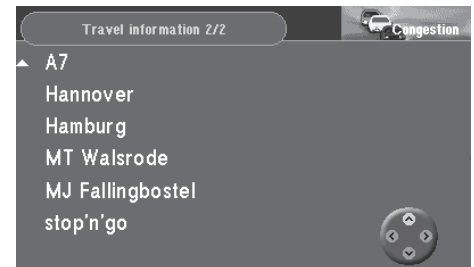 Travel information 2/2
Congestion
A7
Hannover
Hamburg
MT Walsrode
MJ Fallingbostel
stop'n'go